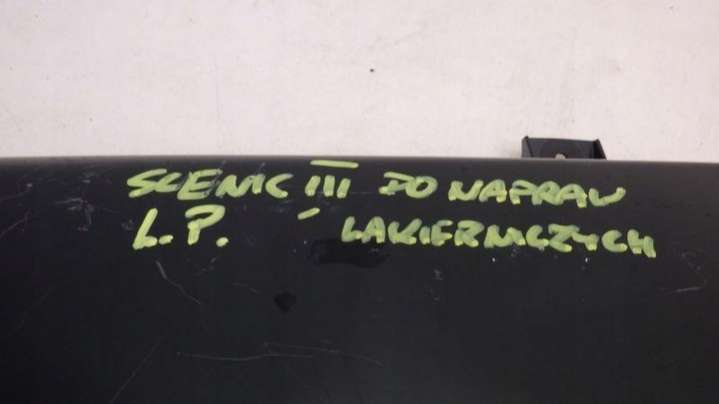 SCENIC III DO NAPRAW
L.P. LAKIERNICZYCH